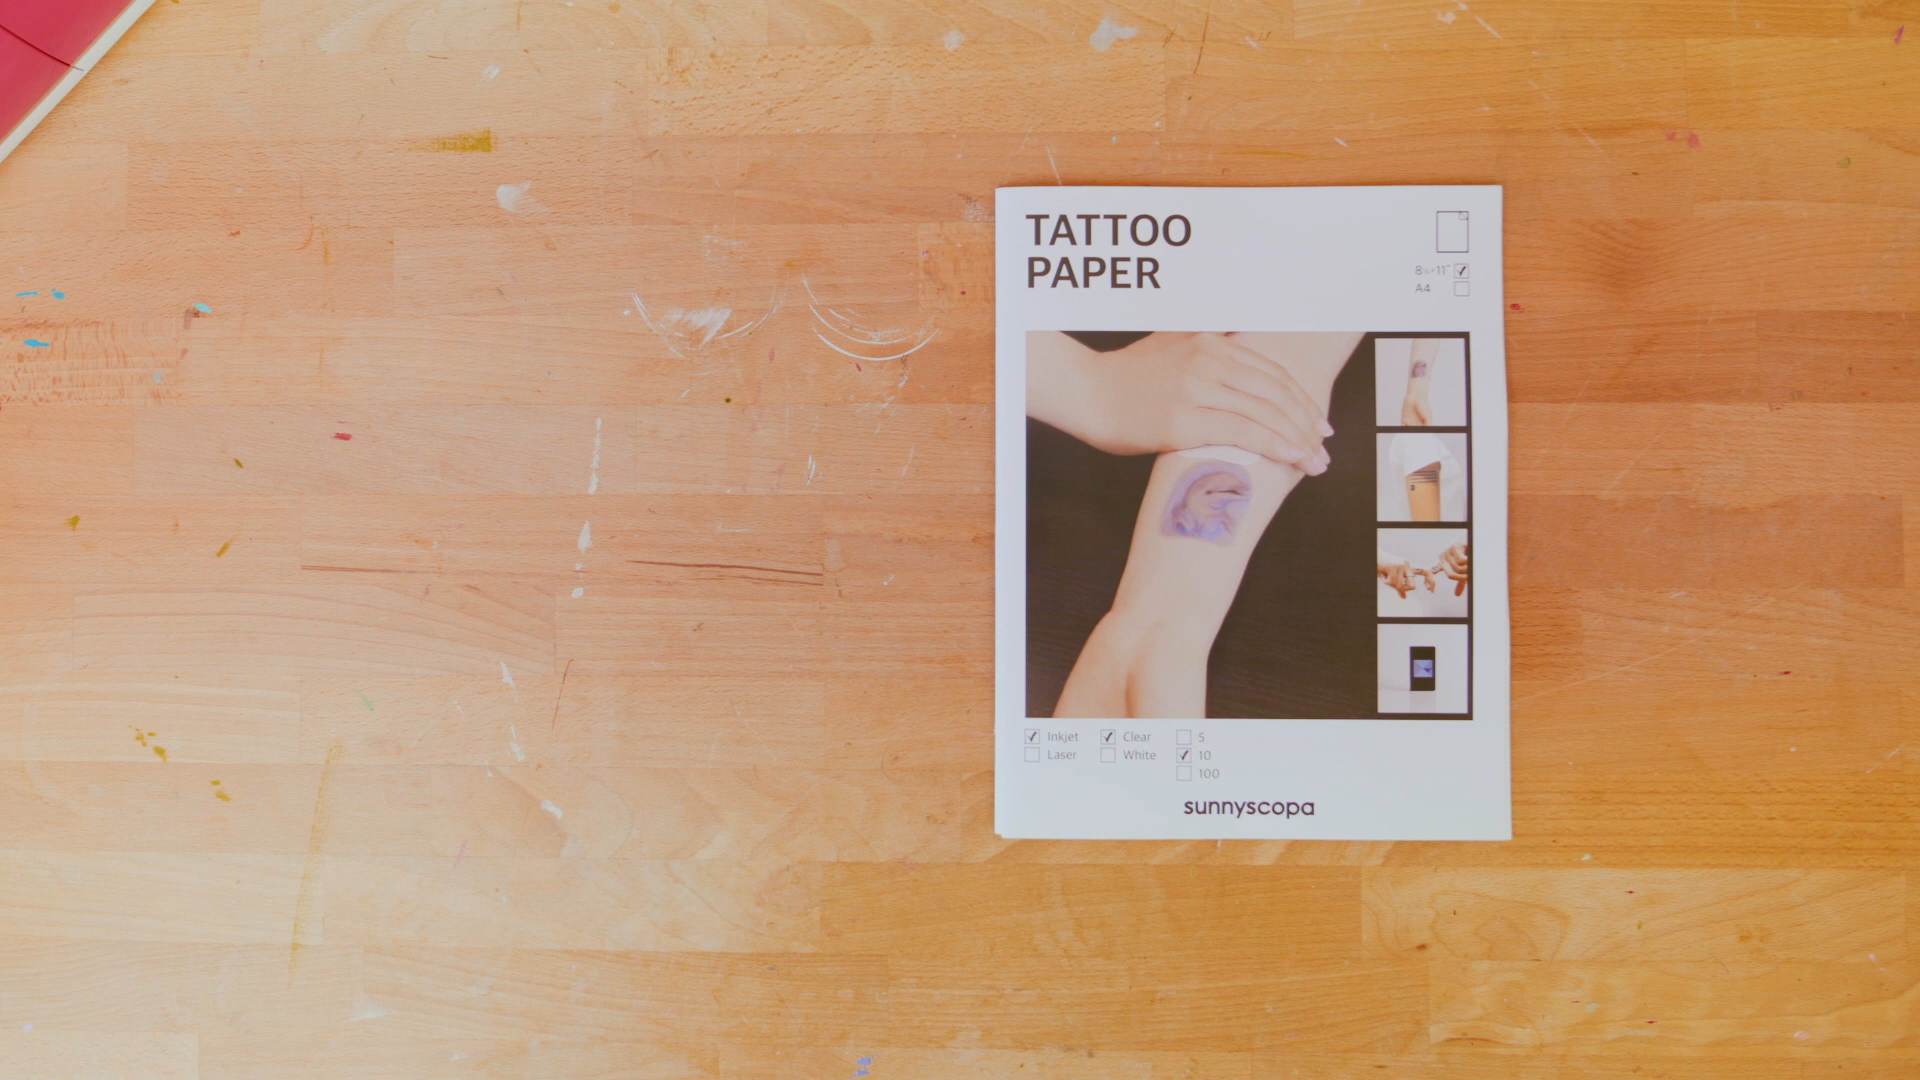 TATTOO
PAPER
8½×11"
A4
Inkjet
Clear
5
Laser
White
10
100
sunnyscopa